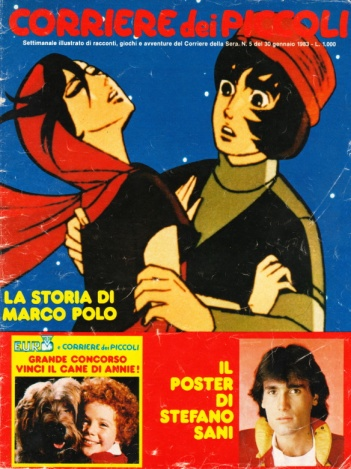 CORRIERE dei PICCOLI
Settimanale illustrato di racconti, giochi e avventure del Corriere della Sera. N. 5 del 30 gennaio 1983 - L. 1.000
LA STORIA DI
MARCO POLO
e CORRIERE dei PICCOLI
GRANDE CONCORSO
VINCI IL CANE DI ANNIE!
IL
POSTER
DI
STEFANO
SANI